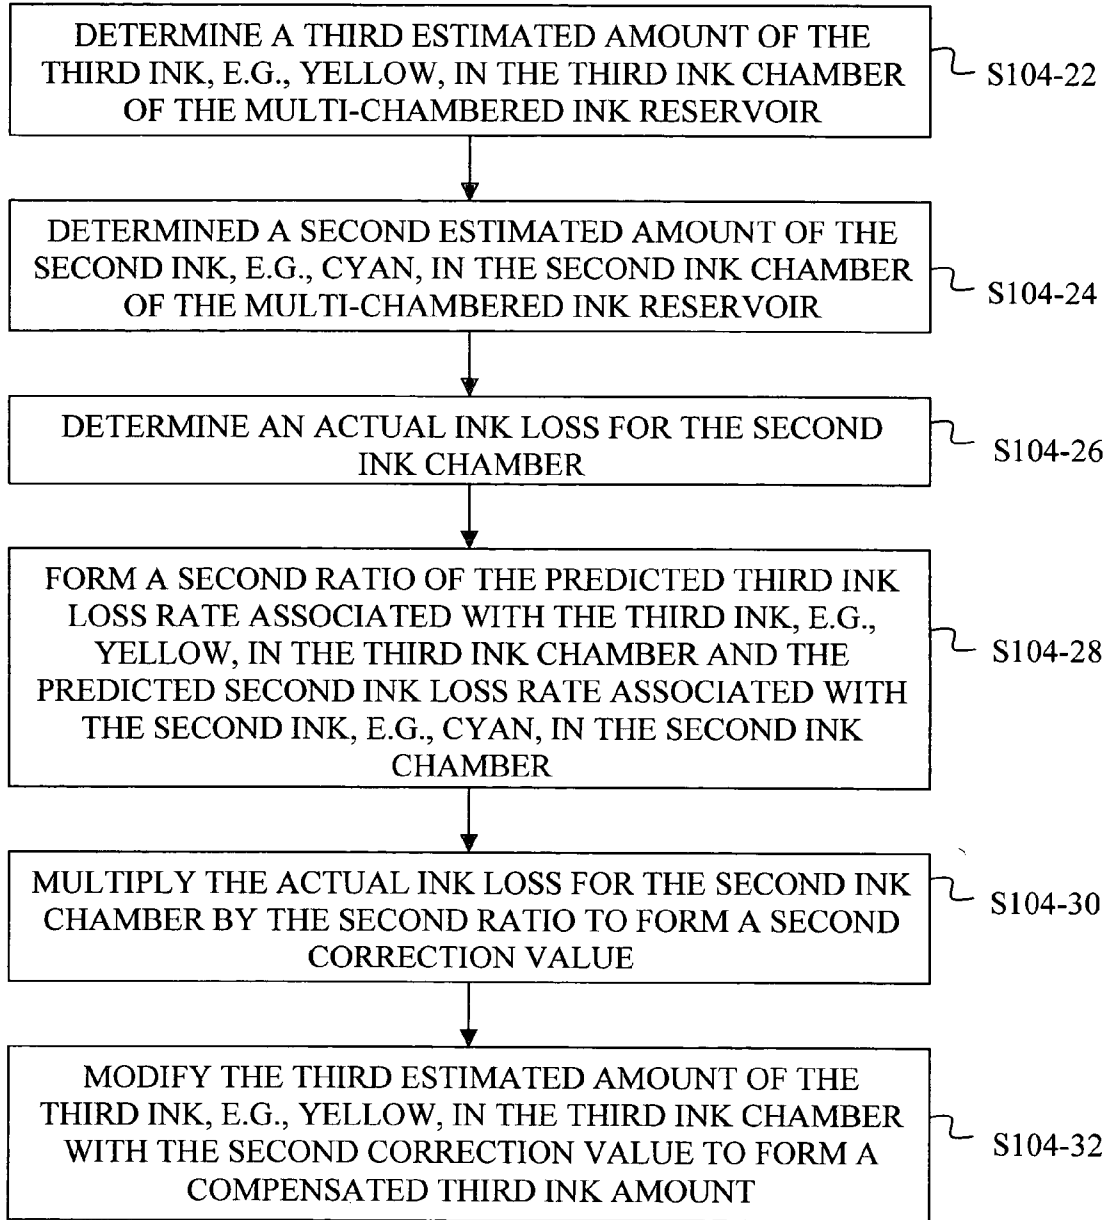 DETERMINE A THIRD ESTIMATED AMOUNT OF THE
THIRD INK, E.G., YELLOW, IN THE THIRD INK CHAMBER
OF THE MULTI-CHAMBERED INK RESERVOIR
S104-22
DETERMINED A SECOND ESTIMATED AMOUNT OF THE
SECOND INK, E.G., CYAN, IN THE SECOND INK CHAMBER
OF THE MULTI-CHAMBERED INK RESERVOIR
S104-24
DETERMINE AN ACTUAL INK LOSS FOR THE SECOND
INK CHAMBER
S104-26
FORM A SECOND RATIO OF THE PREDICTED THIRD INK
LOSS RATE ASSOCIATED WITH THE THIRD INK, E.G.,
YELLOW, IN THE THIRD INK CHAMBER AND THE
PREDICTED SECOND INK LOSS RATE ASSOCIATED WITH
THE SECOND INK, E.G., CYAN, IN THE SECOND INK
CHAMBER
S104-28
MULTIPLY THE ACTUAL INK LOSS FOR THE SECOND INK
CHAMBER BY THE SECOND RATIO TO FORM A SECOND
CORRECTION VALUE
S104-30
MODIFY THE THIRD ESTIMATED AMOUNT OF THE
THIRD INK, E.G., YELLOW, IN THE THIRD INK CHAMBER
WITH THE SECOND CORRECTION VALUE TO FORM A
COMPENSATED THIRD INK AMOUNT
S104-32